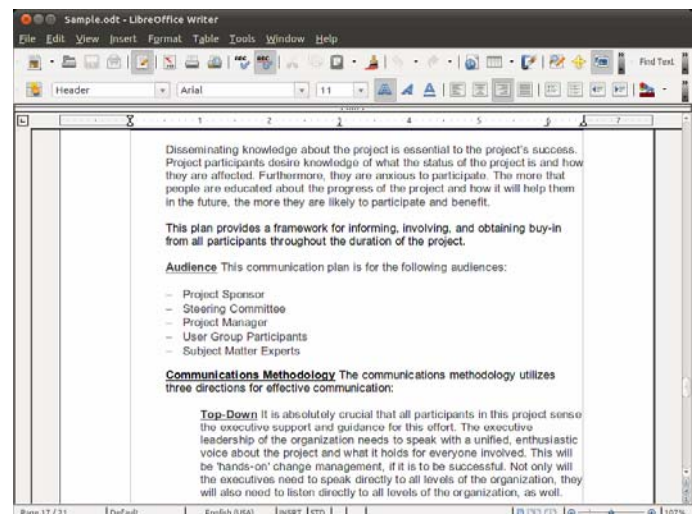 Sample.odt - LibreOffice Writer
File Edit View Insert Format Table Tools Window Help
Find Text
Header Arial 11
1 2 3 4 5 6 7
Disseminating knowledge about the project is essential to the project's success.
Project participants desire knowledge of what the status of the project is and how
they are affected. Furthermore, they are anxious to participate. The more that
people are educated about the progress of the project and how it will help them
in the future, the more they are likely to participate and benefit.
This plan provides a framework for informing, involving, and obtaining buy-in
from all participants throughout the duration of the project.
Audience This communication plan is for the following audiences:
– Project Sponsor
– Steering Committee
– Project Manager
– User Group Participants
– Subject Matter Experts
Communications Methodology The communications methodology utilizes
three directions for effective communication:
Top-Down It is absolutely crucial that all participants in this project sense
the executive support and guidance for this effort. The executive
leadership of the organization needs to speak with a unified, enthusiastic
voice about the project and what it holds for everyone involved. This will
be 'hands-on' change management, if it is to be successful. Not only will
the executives need to speak directly to all levels of the organization, they
will also need to listen directly to all levels of the organization, as well.
Page 17 / 21 Default English (USA) INSRT STD 107%